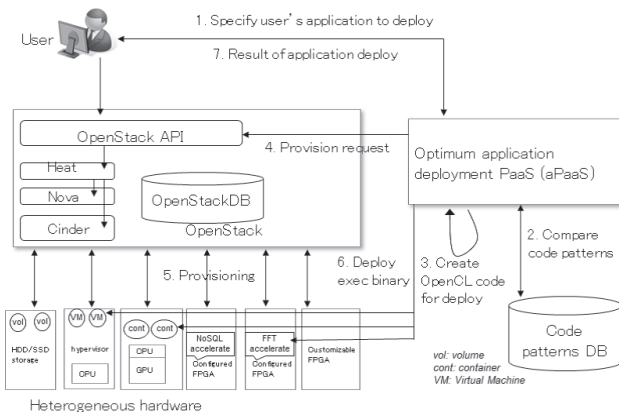 1. Specify user's application to deploy
User
7. Result of application deploy
OpenStack API
4. Provision request
Optimum application
deployment PaaS (aPaaS)
Heat
Nova
Cinder
OpenStackDB
OpenStack
5. Provisioning
6. Deploy
exec binary
3. Create
OpenCL code
for deploy
2. Compare
code patterns
vol
vol
HDD/SSD
storage
VM
VM
hypervisor
CPU
cont
cont
CPU
GPU
NoSQL
accelerate
Configured
FPGA
FFT
accelerate
Configured
FPGA
Customizable
FPGA
Code
patterns DB
vol: volume
cont: container
VM: Virtual Machine
Heterogeneous hardware